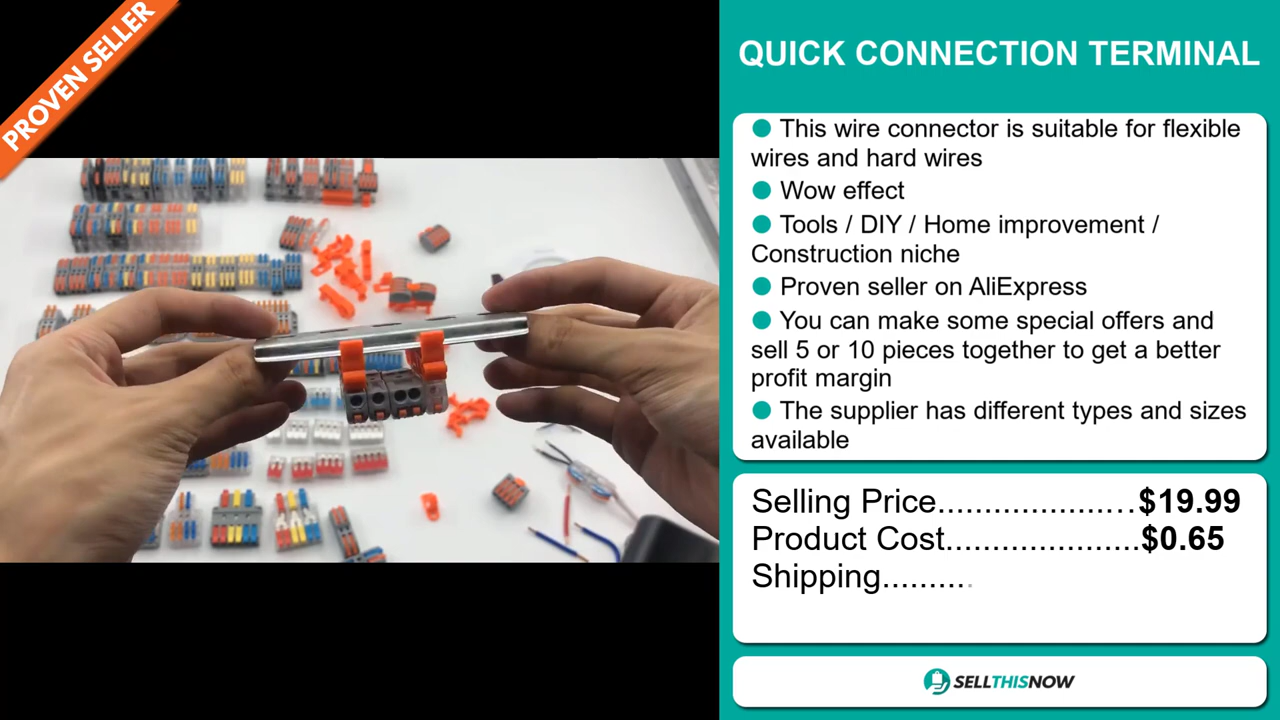 PROVEN SELLER
QUICK CONNECTION TERMINAL
● This wire connector is suitable for flexible
wires and hard wires
● Wow effect
● Tools / DIY / Home improvement /
Construction niche
● Proven seller on AliExpress
● You can make some special offers and
sell 5 or 10 pieces together to get a better
profit margin
● The supplier has different types and sizes
available
Selling Price.....................$19.99
Product Cost.....................$0.65
Shipping..........
SELLTHISNOW